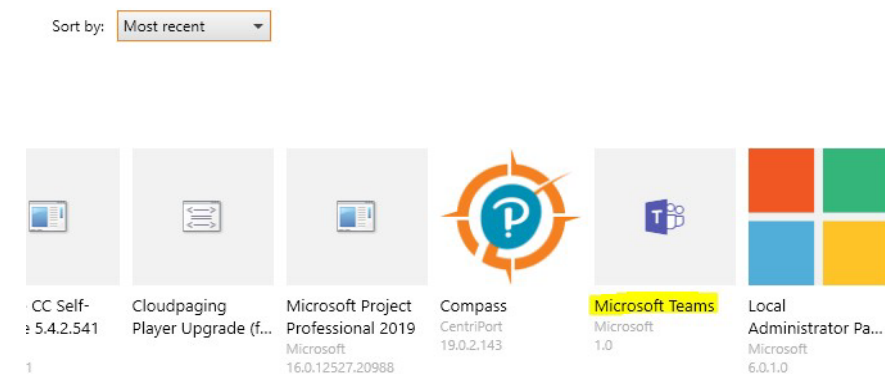 Sort by: Most recent
CC Self-
5.4.2.541
1
Cloudpaging
Player Upgrade (f...
Microsoft Project
Professional 2019
Microsoft
16.0.12527.20988
Compass
CentriPort
19.0.2.143
Microsoft Teams
Microsoft
1.0
Local
Administrator Pa...
Microsoft
6.0.1.0